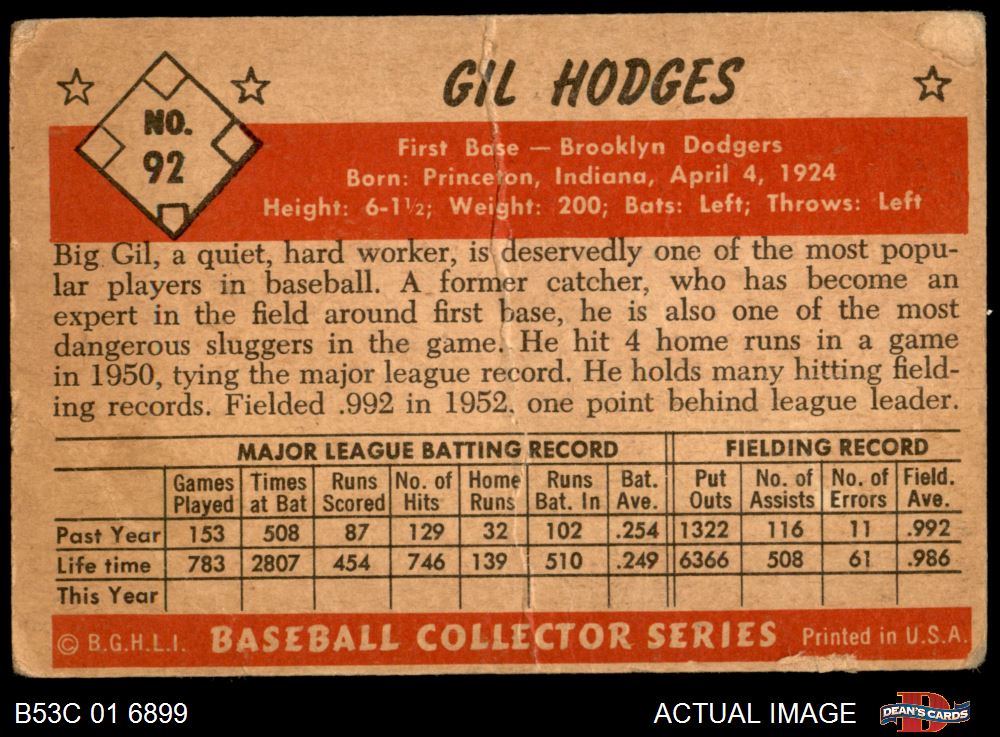 GIL HODGES
NO.
92
First Base — Brooklyn Dodgers
Born: Princeton, Indiana, April 4, 1924
Height: 6-1½; Weight: 200; Bats: Left; Throws: Left
Big Gil, a quiet, hard worker, is deservedly one of the most popu-
lar players in baseball. A former catcher, who has become an
expert in the field around first base, he is also one of the most
dangerous sluggers in the game. He hit 4 home runs in a game
in 1950, tying the major league record. He holds many hitting field-
ing records. Fielded .992 in 1952, one point behind league leader.
MAJOR LEAGUE BATTING RECORD FIELDING RECORD
Games Times Runs No. of Home Runs Bat. Put No. of No. of Field.
Played at Bat Scored Hits Runs Bat. In Ave. Outs Assists Errors Ave.
Past Year 153 508 87 129 32 102 .254 1322 116 11 .992
Life time 783 2807 454 746 139 510 .249 6366 508 61 .986
This Year
© B.G.H.L.I. BASEBALL COLLECTOR SERIES Printed in U.S.A.
B53C 01 6899 ACTUAL IMAGE DEAN'S CARDS